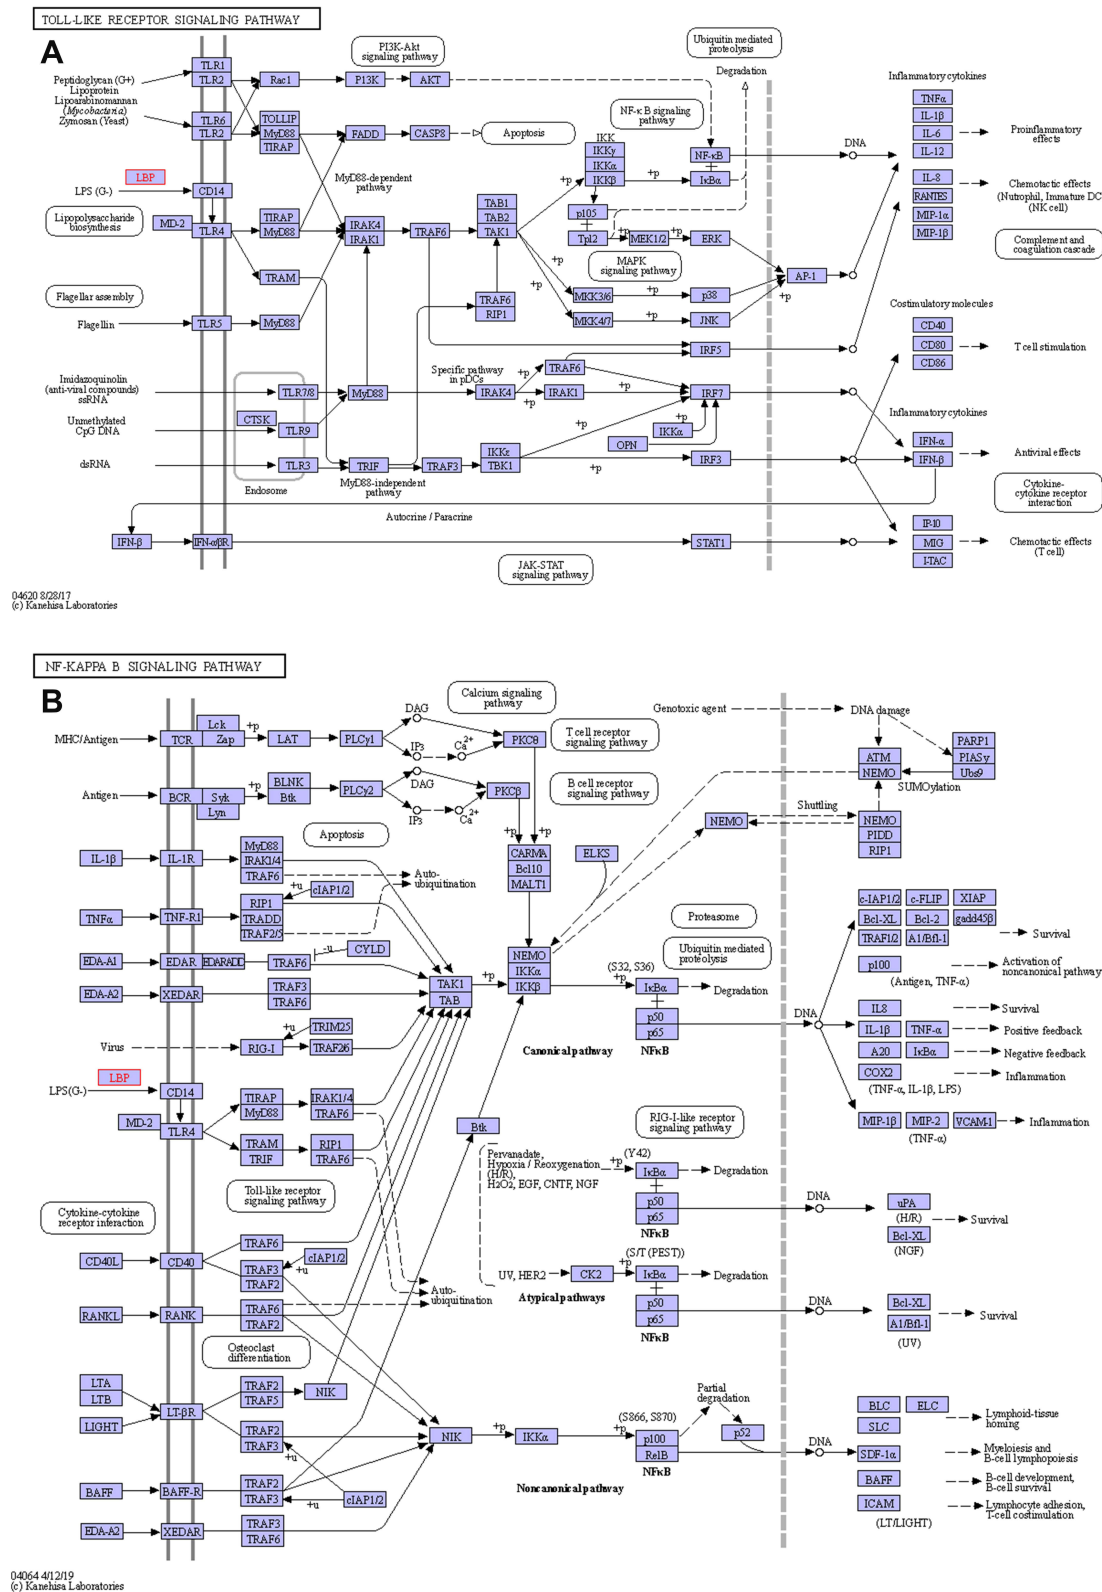 TOLL-LIKE RECEPTOR SIGNALING PATHWAY
A
PI3K-Akt
signaling pathway
Ubiquitin mediated
proteolysis
Degradation
Peptidoglycan (G+)
Lipoprotein
Lipoarabinomannan
(Mycobacteria)
Zymosan (Yeast)
TLR1
TLR2
Rac1
P13K
AKT
TLR6
TLR2
TOLLIP
MyD88
TIRAP
FADD
CASP8
Apoptosis
NF-κB signaling
pathway
IKK
IKKγ
IKKα
IKKβ
+p
NF-κB
IκBα
DNA
Inflammatory cytokines
TNFα
IL-1β
IL-6
IL-12
Proinflammatory
effects
IL-8
RANTES
MIP-1α
MIP-1β
Chemotactic effects
(Nutrophil, Immature DC)
(NK cell)
Complement and
coagulation cascade
LBP
LPS (G-)
CD14
MyD88-dependent
pathway
Lipopolysaccharide
biosynthesis
MD-2
TLR4
TIRAP
MyD88
IRAK4
IRAK1
TRAF6
TAB1
TAB2
TAK1
+p
p105
Tpl2
+p
MEK1/2
+p
ERK
MAPK
signaling pathway
AP-1
+p
TRAM
Flagellar assembly
Flagellin
TLR5
MyD88
TRAF6
RIP1
+p
+p
MKK3/6
+p
p38
MKK4/7
+p
JNK
IRF5
Costimulatory molecules
CD40
CD80
CD86
T cell stimulation
Imidazoquinolin
(anti-viral compounds)
ssRNA
TLR7/8
MyD88
Specific pathway
in pDCs
IRAK4
+p
TRAF6
+p
IRAK1
+p
+p
IRF7
Unmethylated
CpG DNA
CTSK
TLR9
+p
IKKα
+p
OPN
Inflammatory cytokines
IFN-α
IFN-β
Antiviral effects
dsRNA
TLR3
TRIF
TRAF3
IKKε
TBK1
+p
IRF3
Endosome
MyD88-independent
pathway
Cytokine-
cytokine receptor
interaction
Autocrine / Paracrine
IFN-β
IFN-αβR
STAT1
JAK-STAT
signaling pathway
IP-10
MIG
I-TAC
Chemotactic effects
(T cell)
04620 8/28/17
(c) Kanehisa Laboratories
NF-KAPPA B SIGNALING PATHWAY
B
Calcium signaling
pathway
T cell receptor
signaling pathway
B cell receptor
signaling pathway
Genotoxic agent
DNA damage
MHC/Antigen
TCR
Lck
Zap
+p
LAT
PLCγ1
DAG
IP3
Ca2+
PKCθ
ATM
NEMO
PARP1
PIASy
Ubs9
SUMOylation
Antigen
BCR
Syk
Lyn
+p
BLNK
Btk
PLCγ2
DAG
IP3
Ca2+
PKCβ
+p
+p
Shuttling
NEMO
NEMO
PIDD
RIP1
Apoptosis
IL-1β
IL-1R
MyD88
IRAK1/4
TRAF6
Auto-
ubiquitination
CARMA
Bcl10
MALT1
ELKS
TNFα
TNF-R1
RIP1
TRADD
TRAF2/5
+u
cIAP1/2
Proteasome
Ubiquitin mediated
proteolysis
c-IAP1/2
c-FLIP
XIAP
Bcl-XL
Bcl-2
gadd45β
TRAF1/2
A1/Bfl-1
Survival
p100
Activation of
noncanonical pathway
(Antigen, TNF-α)
EDA-A1
EDAR
EDARADD
TRAF6
-u
CYLD
EDA-A2
XEDAR
TRAF3
TRAF6
TAK1
TAB
+p
NEMO
IKKα
IKKβ
(S32, S36)
+p
IκBα
Degradation
p50
p65
NFκB
Canonical pathway
DNA
IL8
Survival
IL-1β
TNF-α
Positive feedback
A20
IκBα
Negative feedback
COX2
Inflammation
(TNF-α, IL-1β, LPS)
MIP-1β
MIP-2
VCAM-1
Inflammation
(TNF-α)
Virus
RIG-I
+u
TRIM25
TRAF2/6
LBP
LPS(G-)
CD14
MD-2
TLR4
TIRAP
MyD88
IRAK1/4
TRAF6
TRAM
TRIF
RIP1
TRAF6
Btk
RIG-I-like receptor
signaling pathway
Pervanadate,
Hypoxia / Reoxygenation
(H/R),
H2O2, EGF, CNTF, NGF
+p
(Y42)
IκBα
Degradation
p50
p65
NFκB
DNA
uPA
(H/R)
Bcl-XL
(NGF)
Survival
Toll-like receptor
signaling pathway
Cytokine-cytokine
receptor interaction
CD40L
CD40
TRAF6
TRAF3
TRAF2
+u
cIAP1/2
Auto-
ubiquitination
UV, HER2
CK2
+p
(S/T (PEST))
IκBα
Degradation
Atypical pathways
p50
p65
NFκB
DNA
Bcl-XL
A1/Bfl-1
(UV)
Survival
RANKL
RANK
TRAF6
TRAF2
Osteoclast
differentiation
LTA
LTB
LIGHT
LT-βR
TRAF2
TRAF5
NIK
TRAF2
TRAF3
+u
NIK
+p
IKKα
+p
(S866, S870)
p100
RelB
NFκB
Partial
degradation
p52
DNA
Noncanonical pathway
BLC
ELC
SLC
Lymphoid-tissue
homing
SDF-1α
Myeloiesis and
B-cell lymphopoiesis
BAFF
B-cell development,
B-cell survival
ICAM
Lymphocyte adhesion,
T-cell costimulation
(LT/LIGHT)
BAFF
BAFF-R
TRAF2
TRAF3
+u
cIAP1/2
EDA-A2
XEDAR
TRAF3
TRAF6
04064 4/12/19
(c) Kanehisa Laboratories